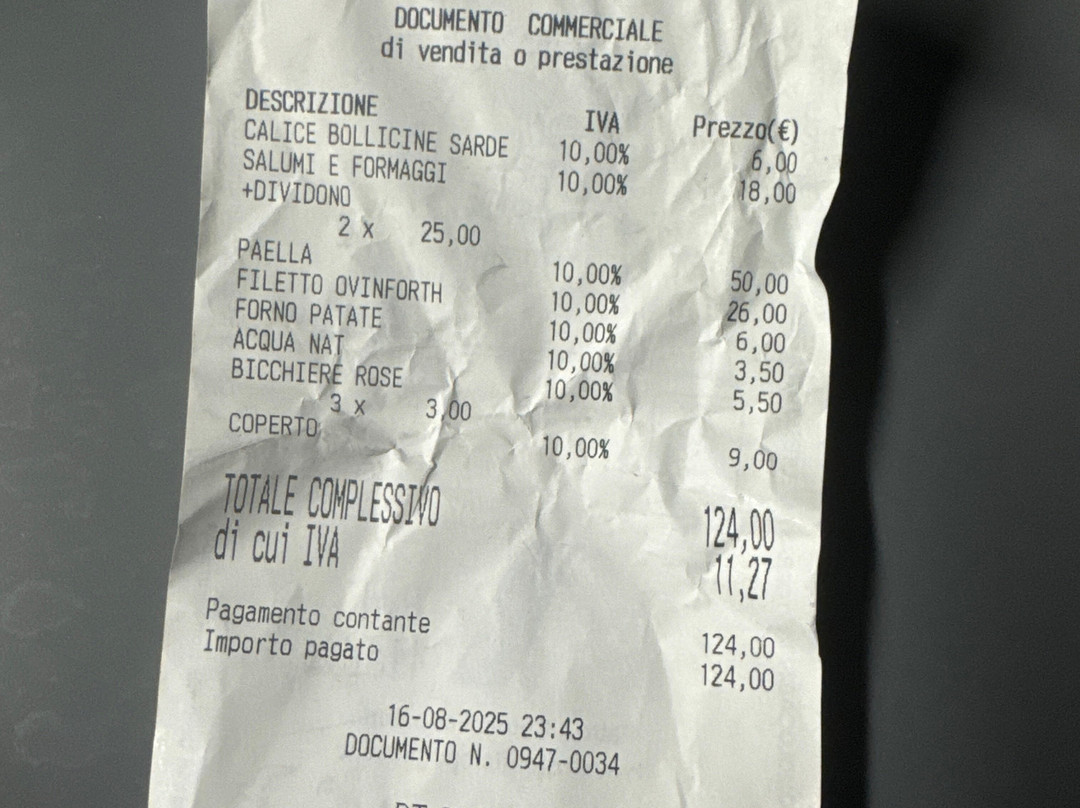 DOCUMENTO COMMERCIALE
di vendita o prestazione
DESCRIZIONE IVA Prezzo(€)
CALICE BOLLICINE SARDE 10,00% 6,00
SALUMI E FORMAGGI 10,00% 18,00
+DIVIDONO
2 x 25,00
PAELLA 10,00% 50,00
FILETTO OVINFORTH 10,00% 26,00
FORNO PATATE 10,00% 6,00
ACQUA NAT 10,00% 3,50
BICCHIERE ROSE 10,00% 5,50
3 x 3,00
COPERTO 10,00% 9,00
TOTALE COMPLESSIVO 124,00
di cui IVA 11,27
Pagamento contante 124,00
Importo pagato 124,00
16-08-2025 23:43
DOCUMENTO N. 0947-0034